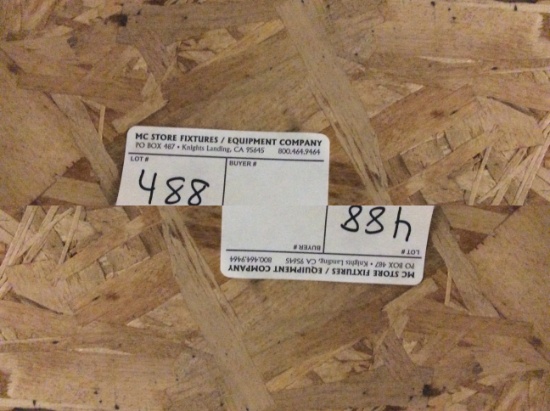 MC STORE FIXTURES / EQUIPMENT COMPANY
PO BOX 487 • Knights Landing, CA 95645 800.464.9464
LOT # BUYER #
488
488
LOT # BUYER #
PO BOX 487 • Knights Landing, CA 95645 800.464.9464
MC STORE FIXTURES / EQUIPMENT COMPANY